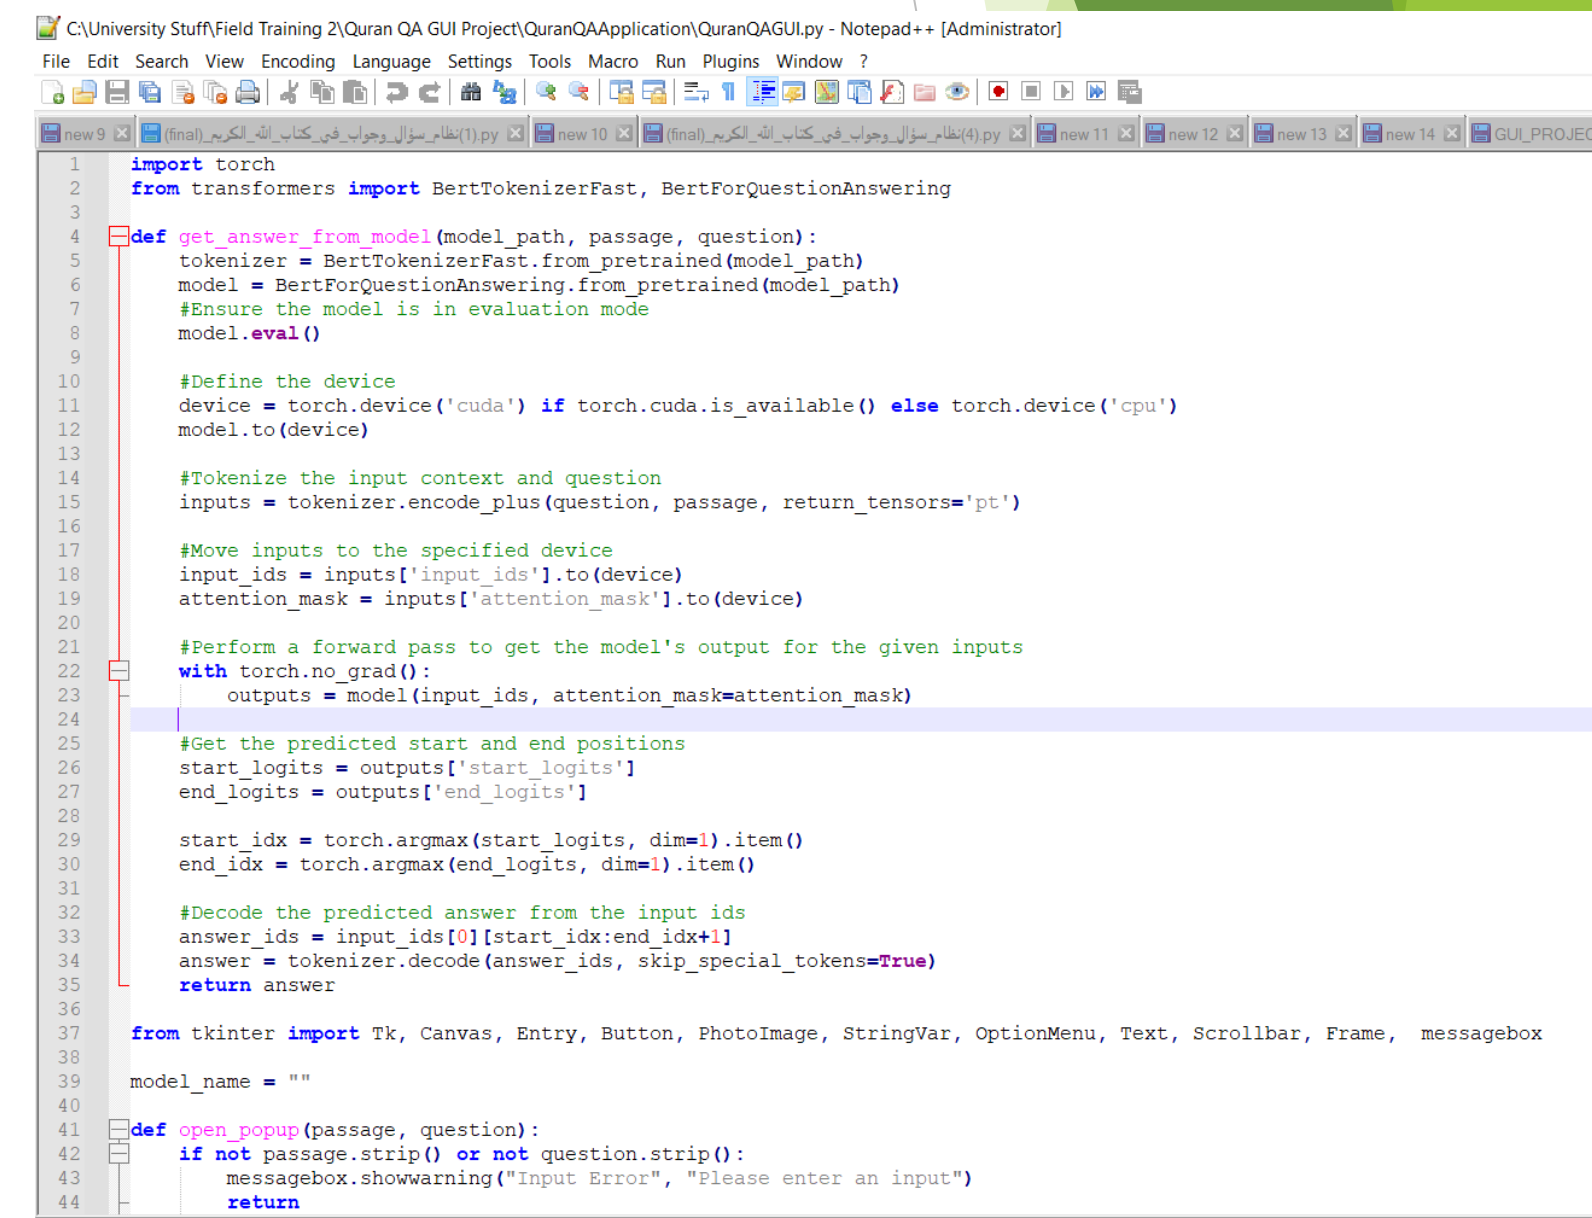 C:\University Stuff\Field Training 2\Quran QA GUI Project\QuranQAApplication\QuranQAGUI.py - Notepad++ [Administrator]
File Edit Search View Encoding Language Settings Tools Macro Run Plugins Window ?
new 9 نظام_سؤال_وجواب_في_كتاب_الله_الكريم_(final)(1).py new 10 نظام_سؤال_وجواب_في_كتاب_الله_الكريم_(final)(4).py new 11 new 12 new 13 new 14 GUI_PROJEC
1 import torch
2 from transformers import BertTokenizerFast, BertForQuestionAnswering
3
4 def get_answer_from_model(model_path, passage, question):
5     tokenizer = BertTokenizerFast.from_pretrained(model_path)
6     model = BertForQuestionAnswering.from_pretrained(model_path)
7     #Ensure the model is in evaluation mode
8     model.eval()
9
10     #Define the device
11     device = torch.device('cuda') if torch.cuda.is_available() else torch.device('cpu')
12     model.to(device)
13
14     #Tokenize the input context and question
15     inputs = tokenizer.encode_plus(question, passage, return_tensors='pt')
16
17     #Move inputs to the specified device
18     input_ids = inputs['input_ids'].to(device)
19     attention_mask = inputs['attention_mask'].to(device)
20
21     #Perform a forward pass to get the model's output for the given inputs
22     with torch.no_grad():
23         outputs = model(input_ids, attention_mask=attention_mask)
24
25     #Get the predicted start and end positions
26     start_logits = outputs['start_logits']
27     end_logits = outputs['end_logits']
28
29     start_idx = torch.argmax(start_logits, dim=1).item()
30     end_idx = torch.argmax(end_logits, dim=1).item()
31
32     #Decode the predicted answer from the input ids
33     answer_ids = input_ids[0][start_idx:end_idx+1]
34     answer = tokenizer.decode(answer_ids, skip_special_tokens=True)
35     return answer
36
37 from tkinter import Tk, Canvas, Entry, Button, PhotoImage, StringVar, OptionMenu, Text, Scrollbar, Frame,  messagebox
38
39 model_name = ""
40
41 def open_popup(passage, question):
42     if not passage.strip() or not question.strip():
43         messagebox.showwarning("Input Error", "Please enter an input")
44         return